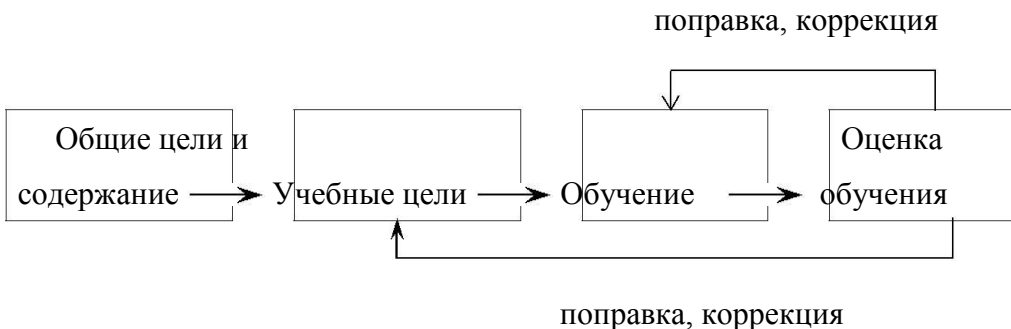 поправка, коррекция
Общие цели и
содержание
Учебные цели
Обучение
Оценка
обучения
поправка, коррекция